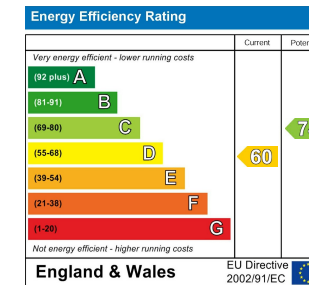 Energy Efficiency Rating
Current
Very energy efficient - lower running costs
(92 plus) A
(81-91) B
(69-80) C
(55-68) D
60
(39-54) E
(21-38) F
(1-20) G
Not energy efficient - higher running costs
England & Wales
EU Directive
2002/91/EC